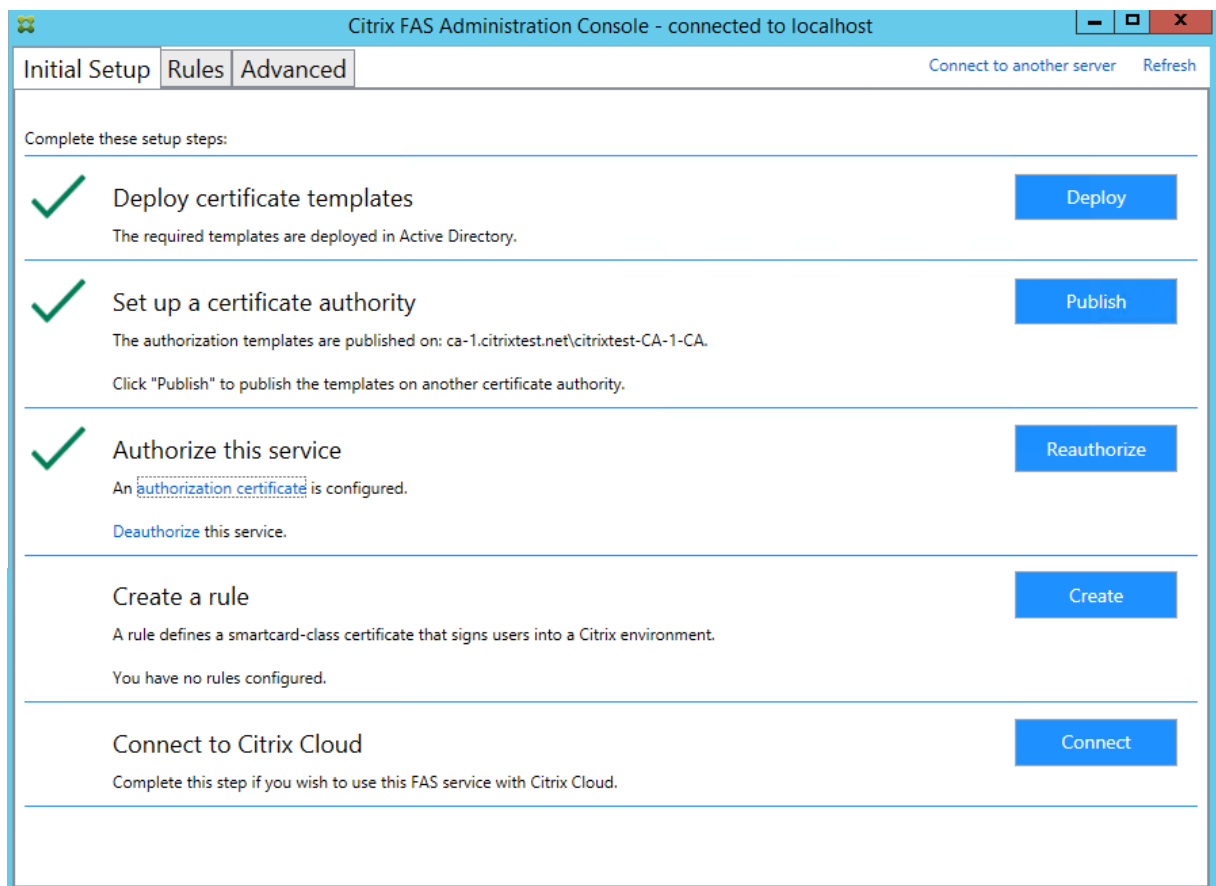 Citrix FAS Administration Console - connected to localhost
Initial Setup Rules Advanced Connect to another server Refresh
Complete these setup steps:
Deploy certificate templates
Deploy
The required templates are deployed in Active Directory.
Set up a certificate authority
Publish
The authorization templates are published on: ca-1.citrixtest.net\citrixtest-CA-1-CA.
Click "Publish" to publish the templates on another certificate authority.
Authorize this service
Reauthorize
An authorization certificate is configured.
Deauthorize this service.
Create a rule
Create
A rule defines a smartcard-class certificate that signs users into a Citrix environment.
You have no rules configured.
Connect to Citrix Cloud
Connect
Complete this step if you wish to use this FAS service with Citrix Cloud.